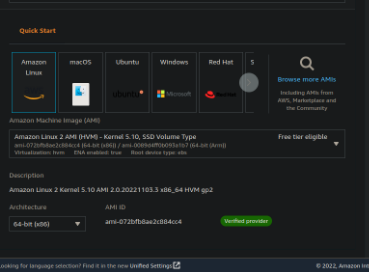 Quick Start
Amazon Linux
macOS
Ubuntu
Windows
Red Hat
S
ubuntu
Microsoft
Browse more AMIs
Including AMIs from
AWS, Marketplace and
the Community
Amazon Machine Image (AMI)
Amazon Linux 2 AMI (HVM) - Kernel 5.10, SSD Volume Type
Free tier eligible
ami-072bfb8ae2c884cc4 (64-bit (x86)) / (64-bit (Arm))
Virtualization: hvm ENA enabled: true Root device type: ebs
Description
Amazon Linux 2 Kernel 5.10 AMI 2.0.20221103.3 x86_64 HVM gp2
Architecture
AMI ID
64-bit (x86)
ami-072bfb8ae2c884cc4
Verified provider
ooking for language selection? Find it in the new Unified Settings
© 2022, Amazon Int